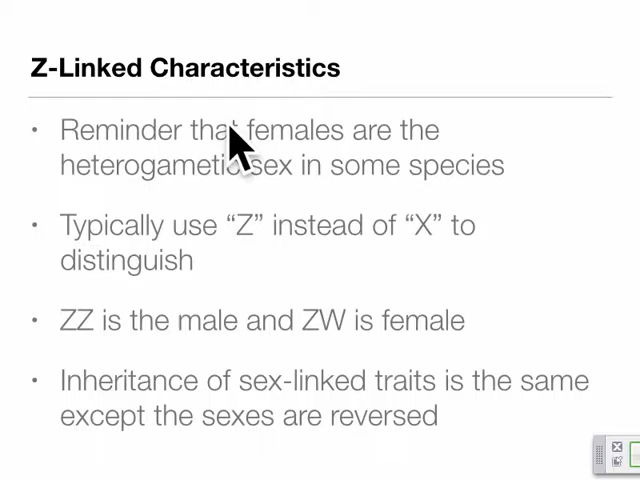 Z-Linked Characteristics
• Reminder that females are the
heterogametic sex in some species
• Typically use “Z” instead of “X” to
distinguish
• ZZ is the male and ZW is female
• Inheritance of sex-linked traits is the same
except the sexes are reversed